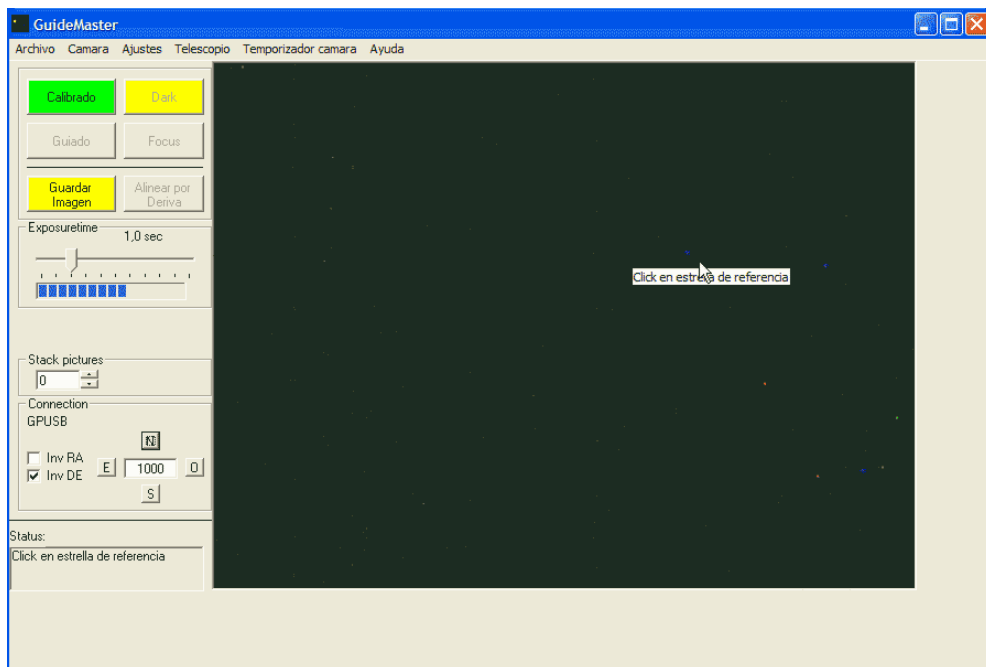 GuideMaster
Archivo Camara Ajustes Telescopio Temporizador camara Ayuda
Calibrado Dark
Guiado Focus
Guardar Imagen
Alinear por Deriva
Exposuretime
1,0 sec
Click en estrella de referencia
Stack pictures
0
Connection
GPUSB
N
Inv RA
E 1000 O
Inv DE
S
Status:
Click en estrella de referencia